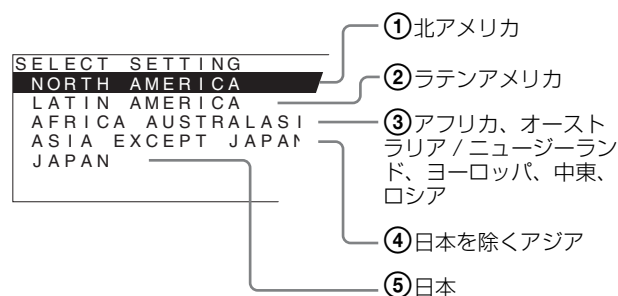 SELECT SETTING
NORTH AMERICA
LATIN AMERICA
AFRICA AUSTRALASI
ASIA EXCEPT JAPAN
JAPAN
①北アメリカ
②ラテンアメリカ
③アフリカ、オースト
ラリア / ニュージーラン
ド、ヨーロッパ、中東、
ロシア
④日本を除くアジア
⑤日本